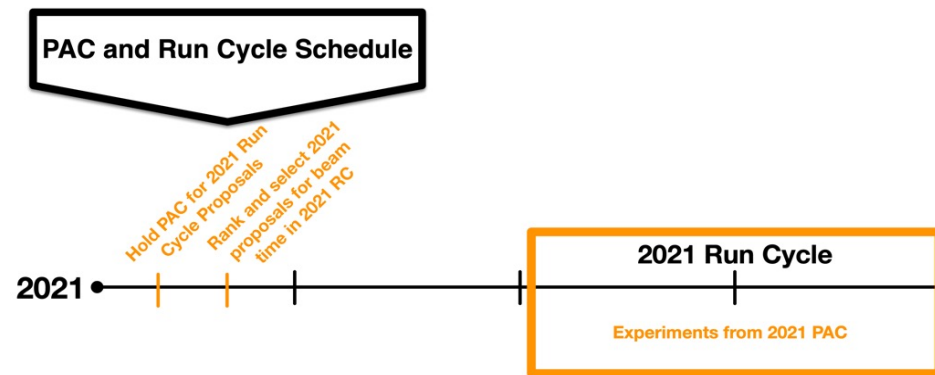 PAC and Run Cycle Schedule
Hold PAC for 2021 Run
Cycle Proposals
Rank and select 2021
proposals for beam
time in 2021 RC
2021
2021 Run Cycle
Experiments from 2021 PAC